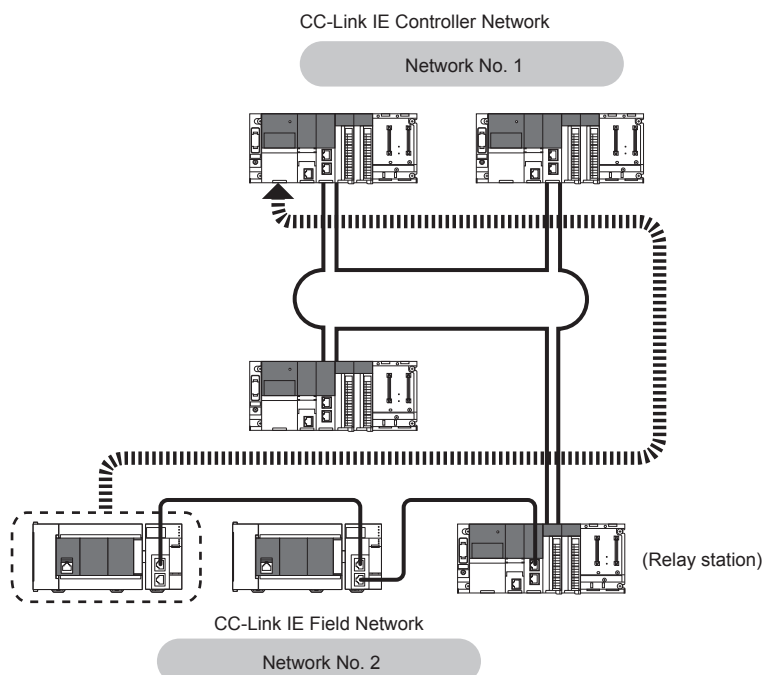 CC-Link IE Controller Network
Network No. 1
(Relay station)
CC-Link IE Field Network
Network No. 2